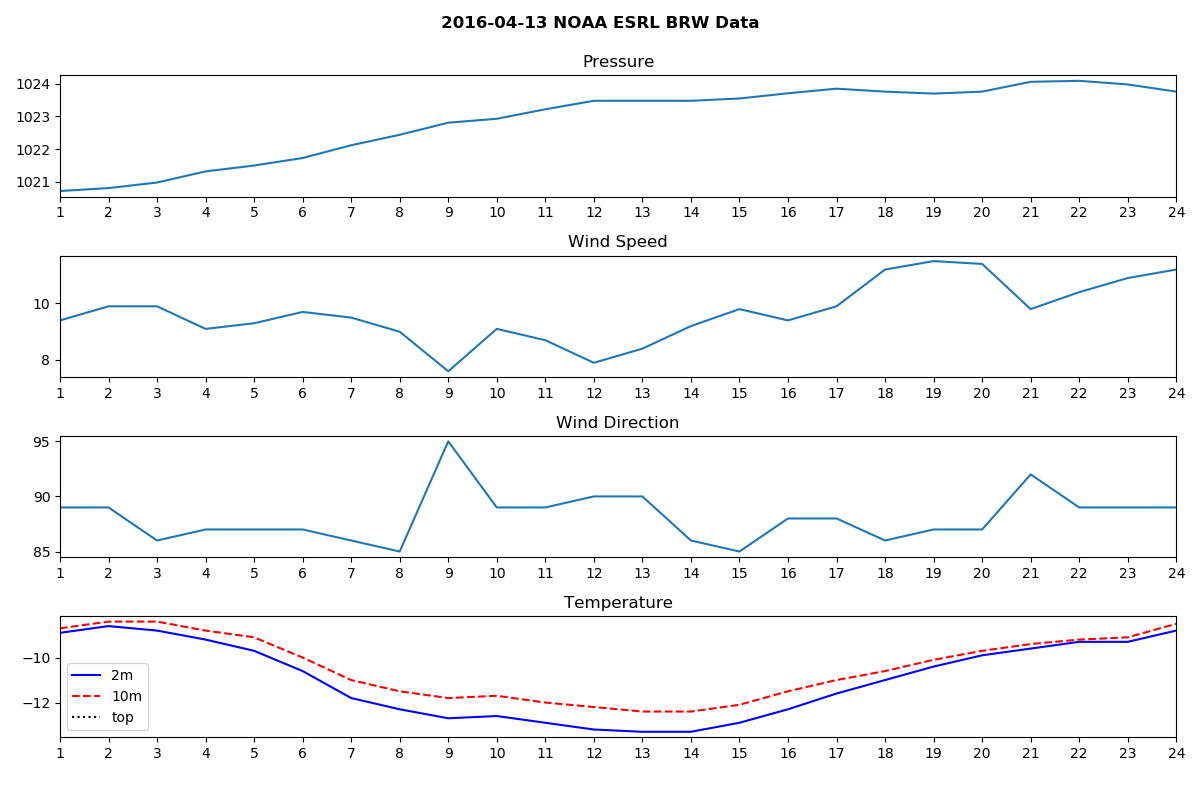 2016-04-13 NOAA ESRL BRW Data
Pressure
1024
1023
1022
1021
1 2 3 4 5 6 7 8 9 10 11 12 13 14 15 16 17 18 19 20 21 22 23 24
Wind Speed
10
8
1 2 3 4 5 6 7 8 9 10 11 12 13 14 15 16 17 18 19 20 21 22 23 24
Wind Direction
95
90
85
1 2 3 4 5 6 7 8 9 10 11 12 13 14 15 16 17 18 19 20 21 22 23 24
Temperature
−10
−12
2m
10m
top
1 2 3 4 5 6 7 8 9 10 11 12 13 14 15 16 17 18 19 20 21 22 23 24